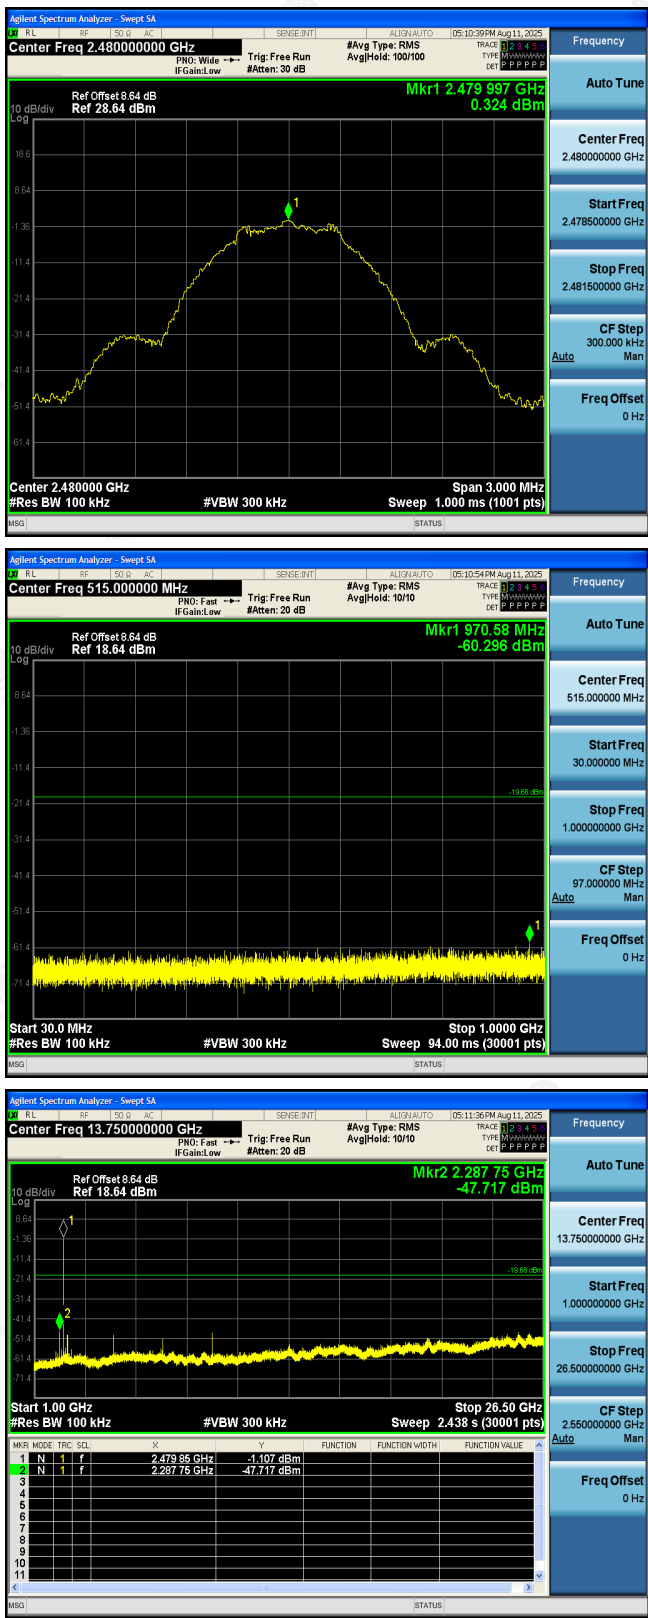 Agilent Spectrum Analyzer - Swept SA
LXI RL RF 50 Ω AC SENSE:INT ALIGNAUTO 05:10:39 PM Aug 11, 2025
Center Freq 2.480000000 GHz
PNO: Wide
IFGain:Low
Trig: Free Run
#Atten: 30 dB
#Avg Type: RMS
Avg|Hold: 100/100
TRACE 1 2 3 4 5 6
TYPE M W W W W W
DET P P P P P P
Ref Offset 8.64 dB
Ref 28.64 dBm
10 dB/div
Log
Mkr1 2.479 997 GHz
0.324 dBm
18.6
8.64
-1.36
-11.4
-21.4
-31.4
-41.4
-51.4
-61.4
1
Center 2.480000 GHz Span 3.000 MHz
#Res BW 100 kHz #VBW 300 kHz Sweep 1.000 ms (1001 pts)
MSG STATUS
Frequency
Auto Tune
Center Freq
2.480000000 GHz
Start Freq
2.478500000 GHz
Stop Freq
2.481500000 GHz
CF Step
300.000 kHz
Auto Man
Freq Offset
0 Hz
Agilent Spectrum Analyzer - Swept SA
LXI RL RF 50 Ω AC SENSE:INT ALIGNAUTO 05:10:54 PM Aug 11, 2025
Center Freq 515.000000 MHz
PNO: Fast
IFGain:Low
Trig: Free Run
#Atten: 20 dB
#Avg Type: RMS
Avg|Hold: 10/10
TRACE 1 2 3 4 5 6
TYPE M W W W W W
DET P P P P P P
Ref Offset 8.64 dB
Ref 18.64 dBm
10 dB/div
Log
Mkr1 970.58 MHz
-60.296 dBm
8.64
-1.36
-11.4
-19.68 dBm
-21.4
-31.4
-41.4
-51.4
-61.4
-71.4
1
Start 30.0 MHz Stop 1.0000 GHz
#Res BW 100 kHz #VBW 300 kHz Sweep 94.00 ms (30001 pts)
MSG STATUS
Frequency
Auto Tune
Center Freq
515.000000 MHz
Start Freq
30.000000 MHz
Stop Freq
1.000000000 GHz
CF Step
97.000000 MHz
Auto Man
Freq Offset
0 Hz
Agilent Spectrum Analyzer - Swept SA
LXI RL RF 50 Ω AC SENSE:INT ALIGNAUTO 05:11:36 PM Aug 11, 2025
Center Freq 13.750000000 GHz
PNO: Fast
IFGain:Low
Trig: Free Run
#Atten: 20 dB
#Avg Type: RMS
Avg|Hold: 10/10
TRACE 1 2 3 4 5 6
TYPE M W W W W W
DET P P P P P P
Ref Offset 8.64 dB
Ref 18.64 dBm
10 dB/div
Log
Mkr2 2.287 75 GHz
-47.717 dBm
8.64
-1.36
-11.4
-19.68 dBm
-21.4
-31.4
-41.4
-51.4
-61.4
-71.4
1
2
Start 1.00 GHz Stop 26.50 GHz
#Res BW 100 kHz #VBW 300 kHz Sweep 2.438 s (30001 pts)
MKR MODE TRC SCL X Y FUNCTION FUNCTION WIDTH FUNCTION VALUE
1 N 1 f 2.479 85 GHz -1.107 dBm
2 N 1 f 2.287 75 GHz -47.717 dBm
3
4
5
6
7
8
9
10
11
MSG STATUS
Frequency
Auto Tune
Center Freq
13.750000000 GHz
Start Freq
1.000000000 GHz
Stop Freq
26.500000000 GHz
CF Step
2.550000000 GHz
Auto Man
Freq Offset
0 Hz